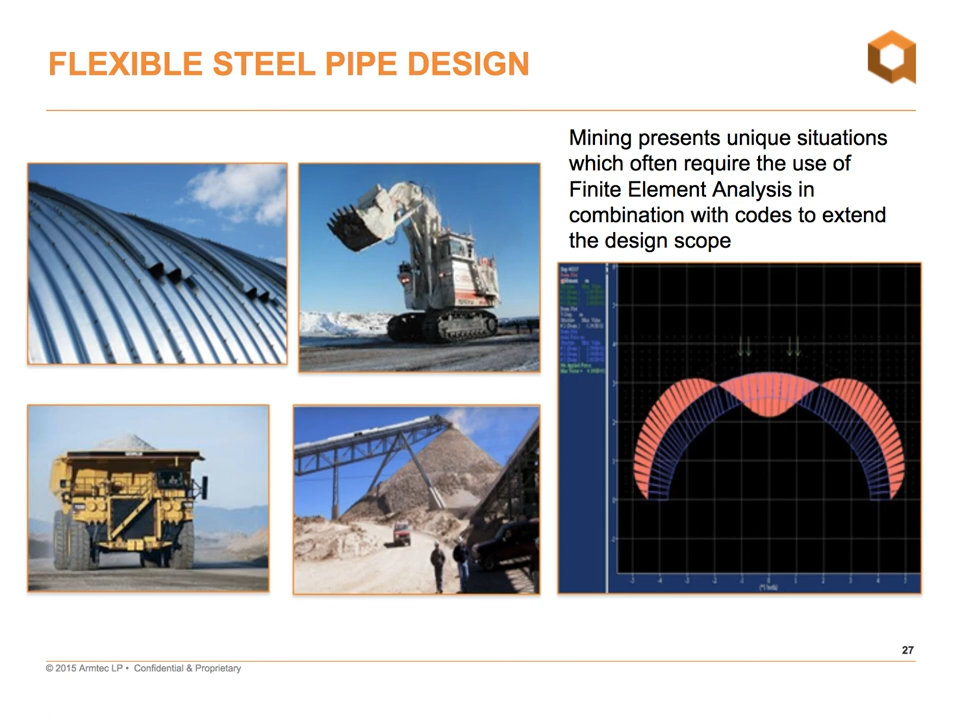 FLEXIBLE STEEL PIPE DESIGN
Mining presents unique situations
which often require the use of
Finite Element Analysis in
combination with codes to extend
the design scope
27
© 2015 Armtec LP • Confidential & Proprietary